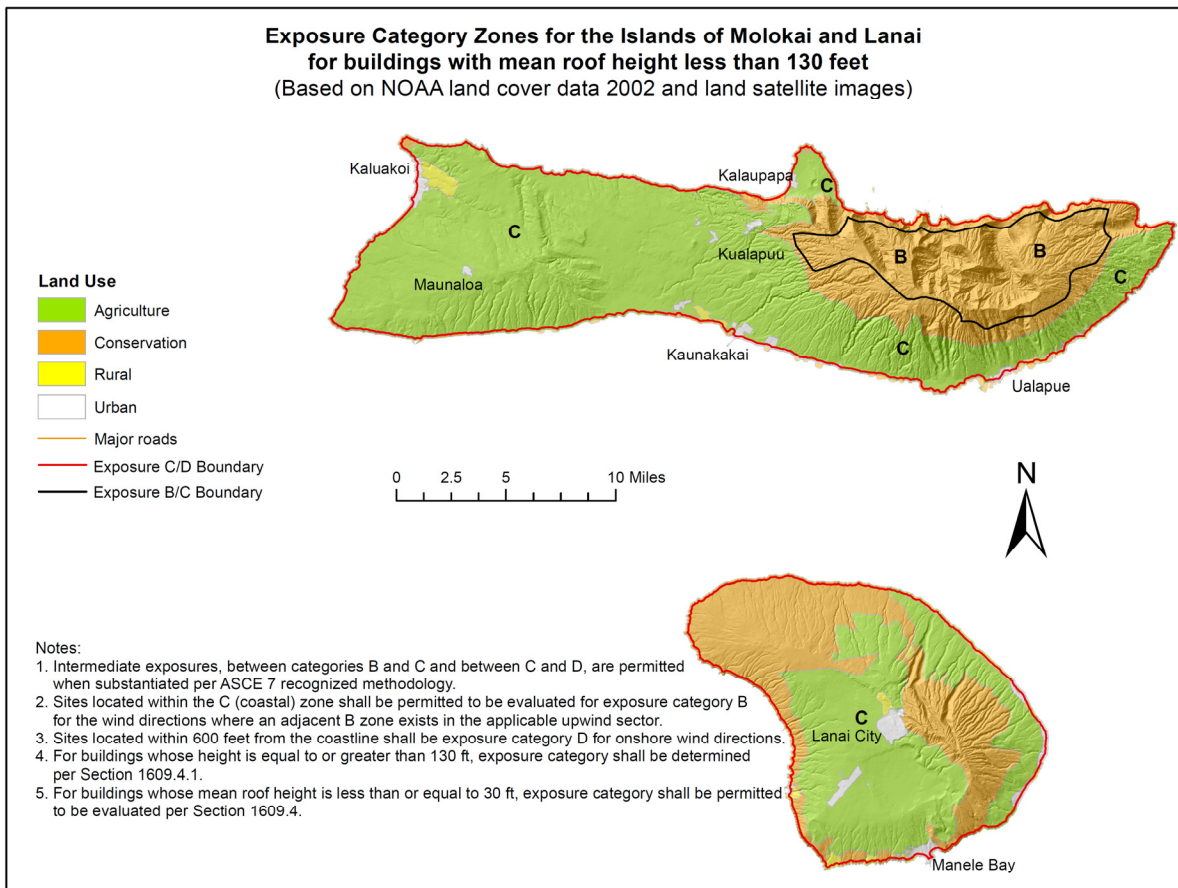 Exposure Category Zones for the Islands of Molokai and Lanai
for buildings with mean roof height less than 130 feet
(Based on NOAA land cover data 2002 and land satellite images)
Kaluakoi
Kalaupapa
C
C
Kualapuu
B
B
C
Maunaloa
Kaunakakai
C
Ualapue
Land Use
Agriculture
Conservation
Rural
Urban
Major roads
Exposure C/D Boundary
Exposure B/C Boundary
0 2.5 5 10 Miles
N
Notes:
1. Intermediate exposures, between categories B and C and between C and D, are permitted
when substantiated per ASCE 7 recognized methodology.
2. Sites located within the C (coastal) zone shall be permitted to be evaluated for exposure category B
for the wind directions where an adjacent B zone exists in the applicable upwind sector.
3. Sites located within 600 feet from the coastline shall be exposure category D for onshore wind directions.
4. For buildings whose height is equal to or greater than 130 ft, exposure category shall be determined
per Section 1609.4.1.
5. For buildings whose mean roof height is less than or equal to 30 ft, exposure category shall be permitted
to be evaluated per Section 1609.4.
C
Lanai City
Manele Bay